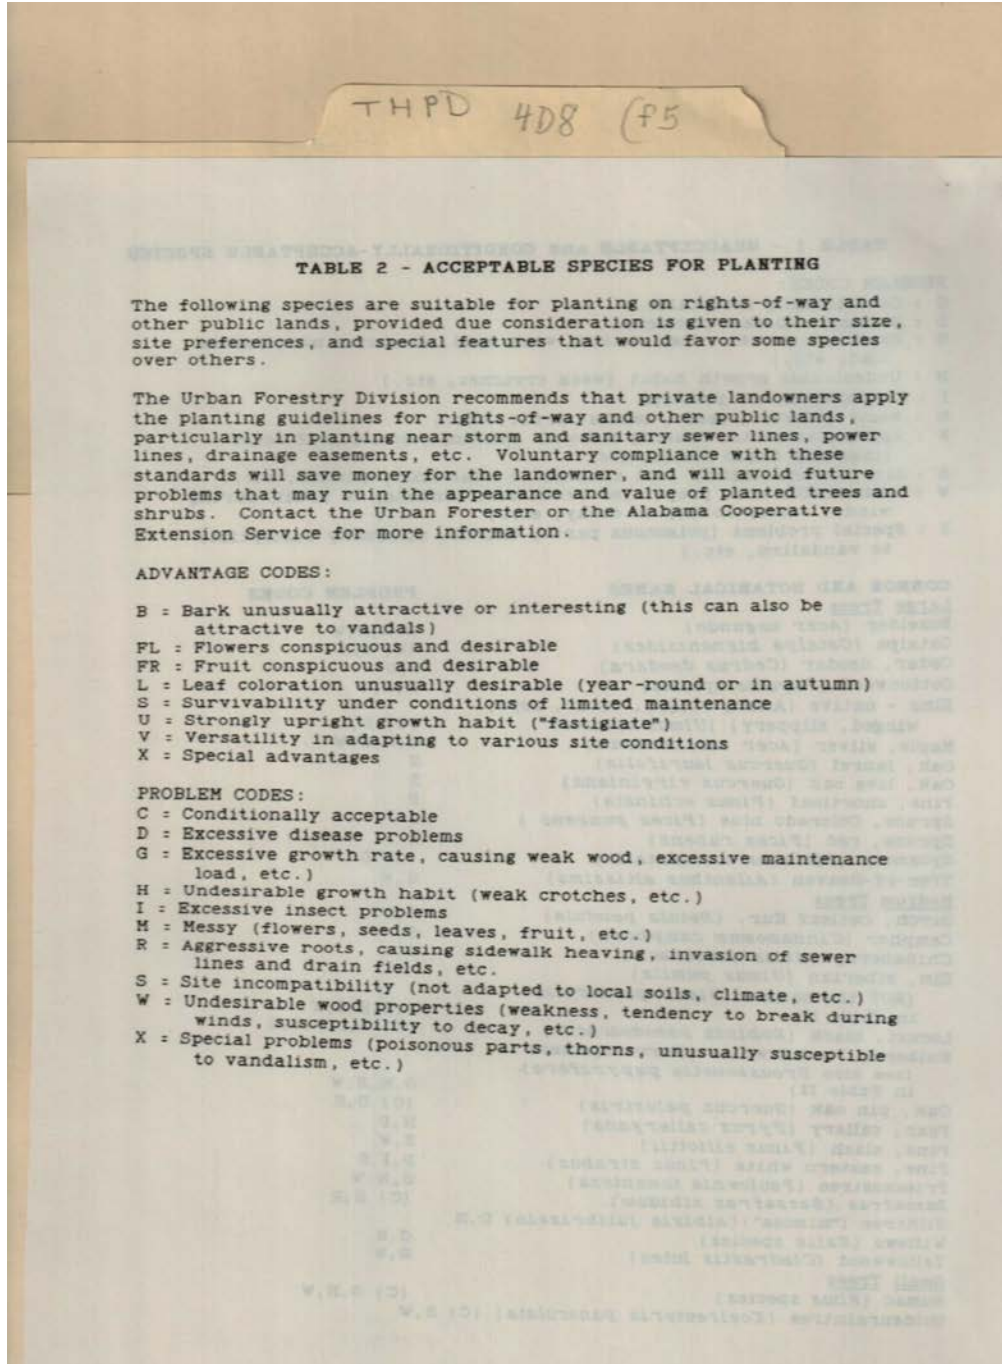 THPD 4D8 (f5
TABLE 2 - ACCEPTABLE SPECIES FOR PLANTING
The following species are suitable for planting on rights-of-way and
other public lands, provided due consideration is given to their size,
site preferences, and special features that would favor some species
over others.
The Urban Forestry Division recommends that private landowners apply
the planting guidelines for rights-of-way and other public lands,
particularly in planting near storm and sanitary sewer lines, power
lines, drainage easements, etc. Voluntary compliance with these
standards will save money for the landowner, and will avoid future
problems that may ruin the appearance and value of planted trees and
shrubs. Contact the Urban Forester or the Alabama Cooperative
Extension Service for more information.
ADVANTAGE CODES:
B = Bark unusually attractive or interesting (this can also be
attractive to vandals)
FL = Flowers conspicuous and desirable
FR = Fruit conspicuous and desirable
L = Leaf coloration unusually desirable (year-round or in autumn)
S = Survivability under conditions of limited maintenance
U = Strongly upright growth habit ("fastigiate")
V = Versatility in adapting to various site conditions
X = Special advantages
PROBLEM CODES:
C = Conditionally acceptable
D = Excessive disease problems
G = Excessive growth rate, causing weak wood, excessive maintenance
load, etc.)
H = Undesirable growth habit (weak crotches, etc.)
I = Excessive insect problems
M = Messy (flowers, seeds, leaves, fruit, etc.)
R = Aggressive roots, causing sidewalk heaving, invasion of sewer
lines and drain fields, etc.
S = Site incompatibility (not adapted to local soils, climate, etc.)
W = Undesirable wood properties (weakness, tendency to break during
winds, susceptibility to decay, etc.)
X = Special problems (poisonous parts, thorns, unusually susceptible
to vandalism, etc.)